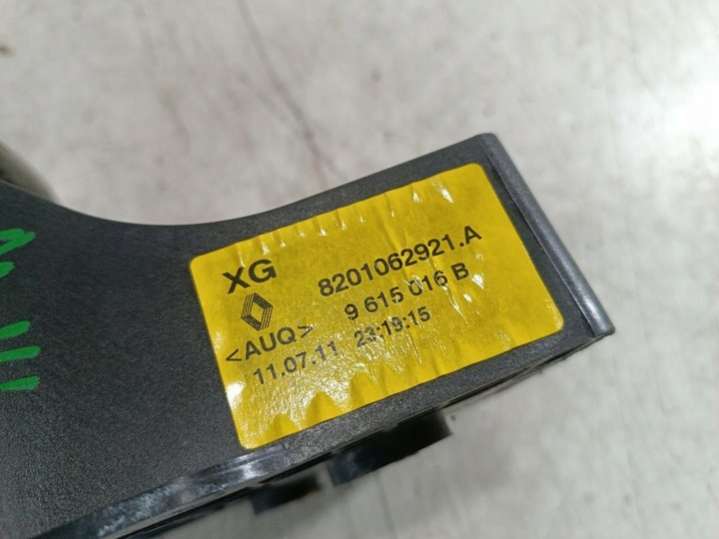 XG 8201062921.A
9 615 016 B
<AUQ> 23:19:15
11.07.11